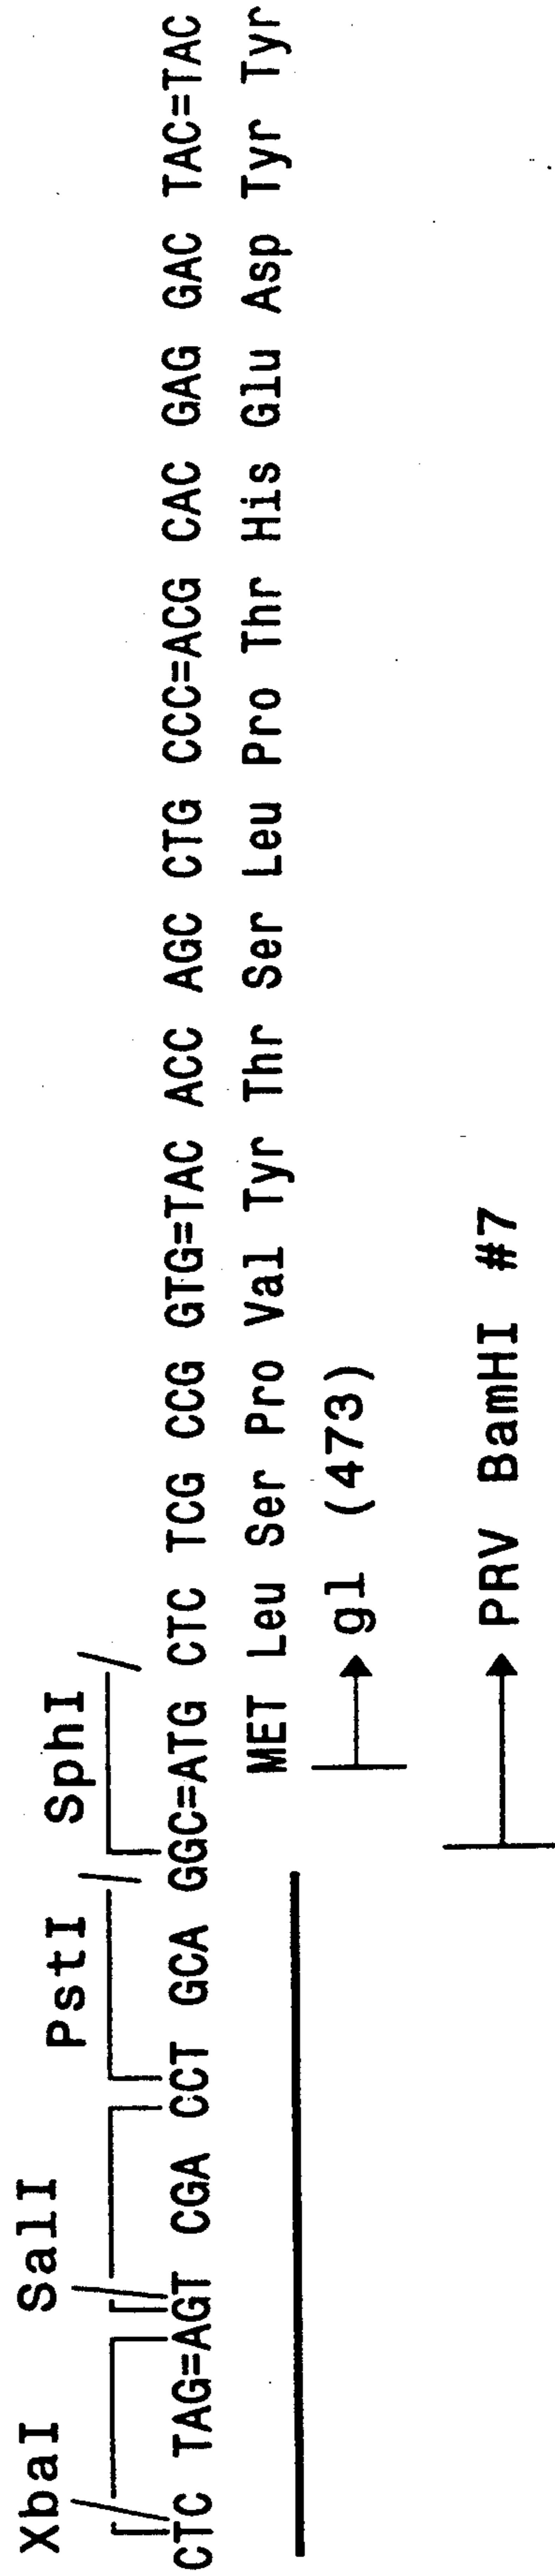 XbaI SalI PstI SphI
CTC TAG=AGT CGA CCT GCA GGC=ATG CTC TCG CCG GTG=TAC ACC AGC CTG CCC=ACG CAC GAG GAC TAC=TAC
MET Leu Ser Pro Val Tyr Thr Ser Leu Pro Thr His Glu Asp Tyr Tyr
gI (473)
PRV BamHI #7